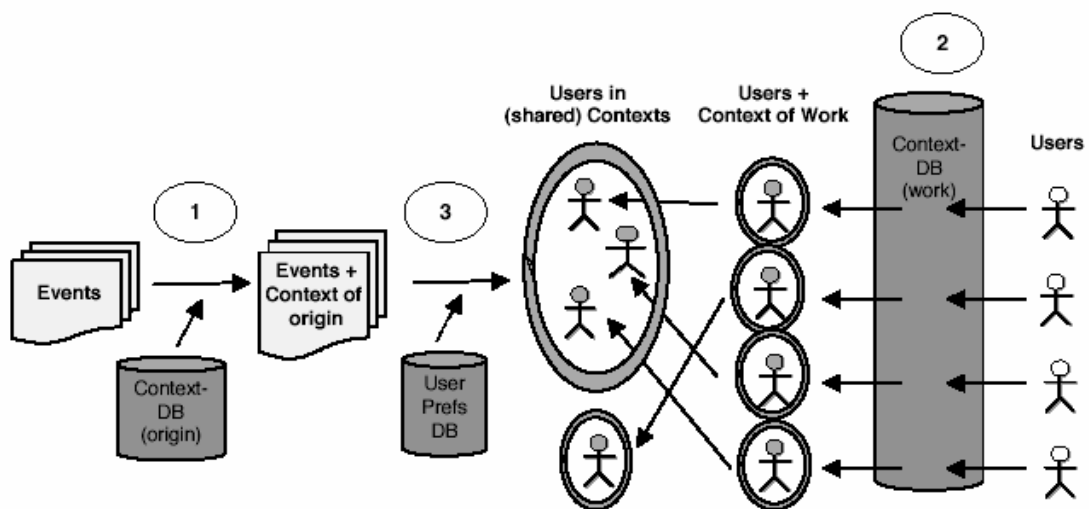 2
Users in
(shared) Contexts
Users +
Context of Work
Context-
DB
(work)
Users
1
3
Events
Events +
Context of
origin
Context-
DB
(origin)
User
Prefs
DB